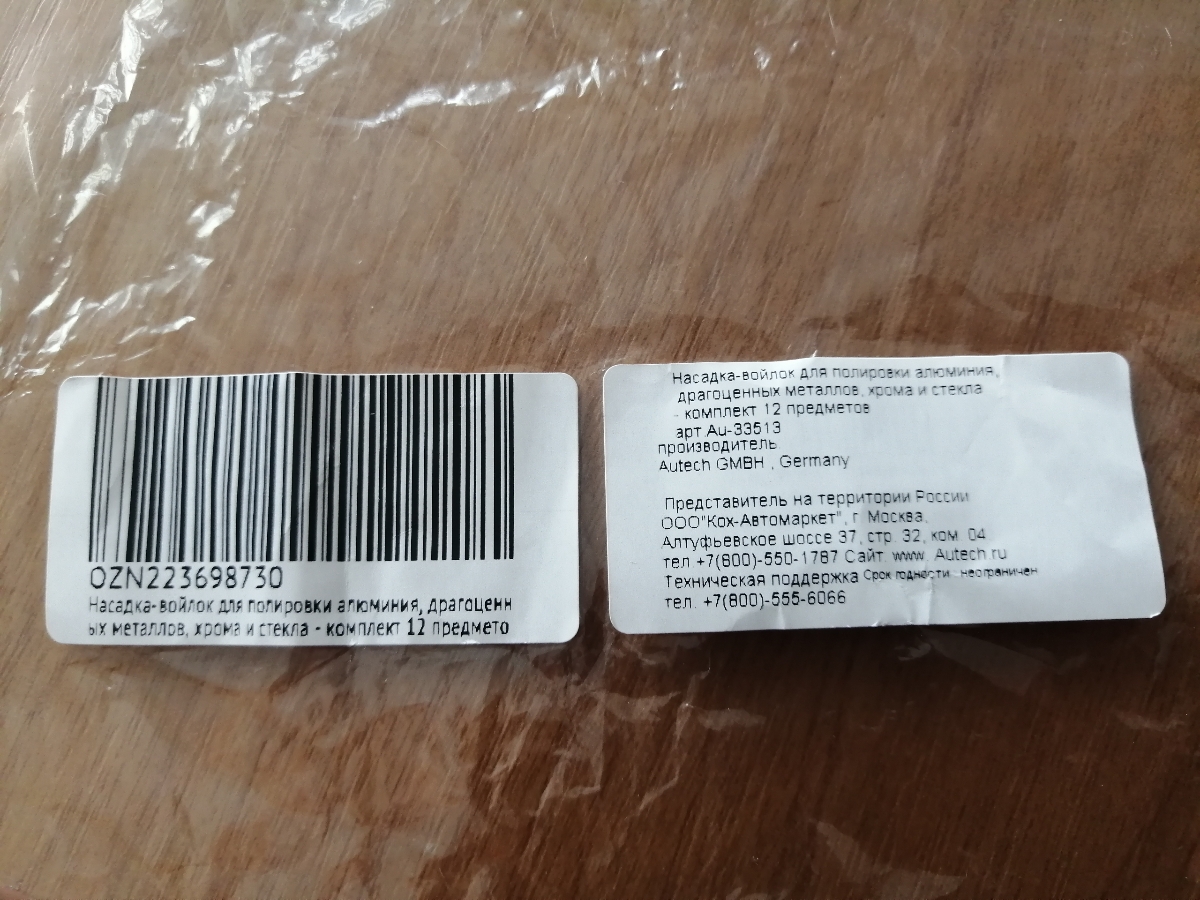 OZN223698730
Насадка-войлок для полировки алюминия, драгоценн
ых металлов, хрома и стекла - комплект 12 предмето
Насадка-войлок для полировки алюминия,
драгоценных металлов, хрома и стекла
- комплект 12 предметов
арт.Au-33513
производитель
Autech GMBH , Germany
Представитель на территории России
ООО"Кох-Автомаркет", г. Москва,
Алтуфьевское шоссе 37, стр. 32, ком. 04
тел.+7(800)-550-1787 Сайт: www. Autech.ru
Техническая поддержка Срок годности - неограничен
тел. +7(800)-555-6066